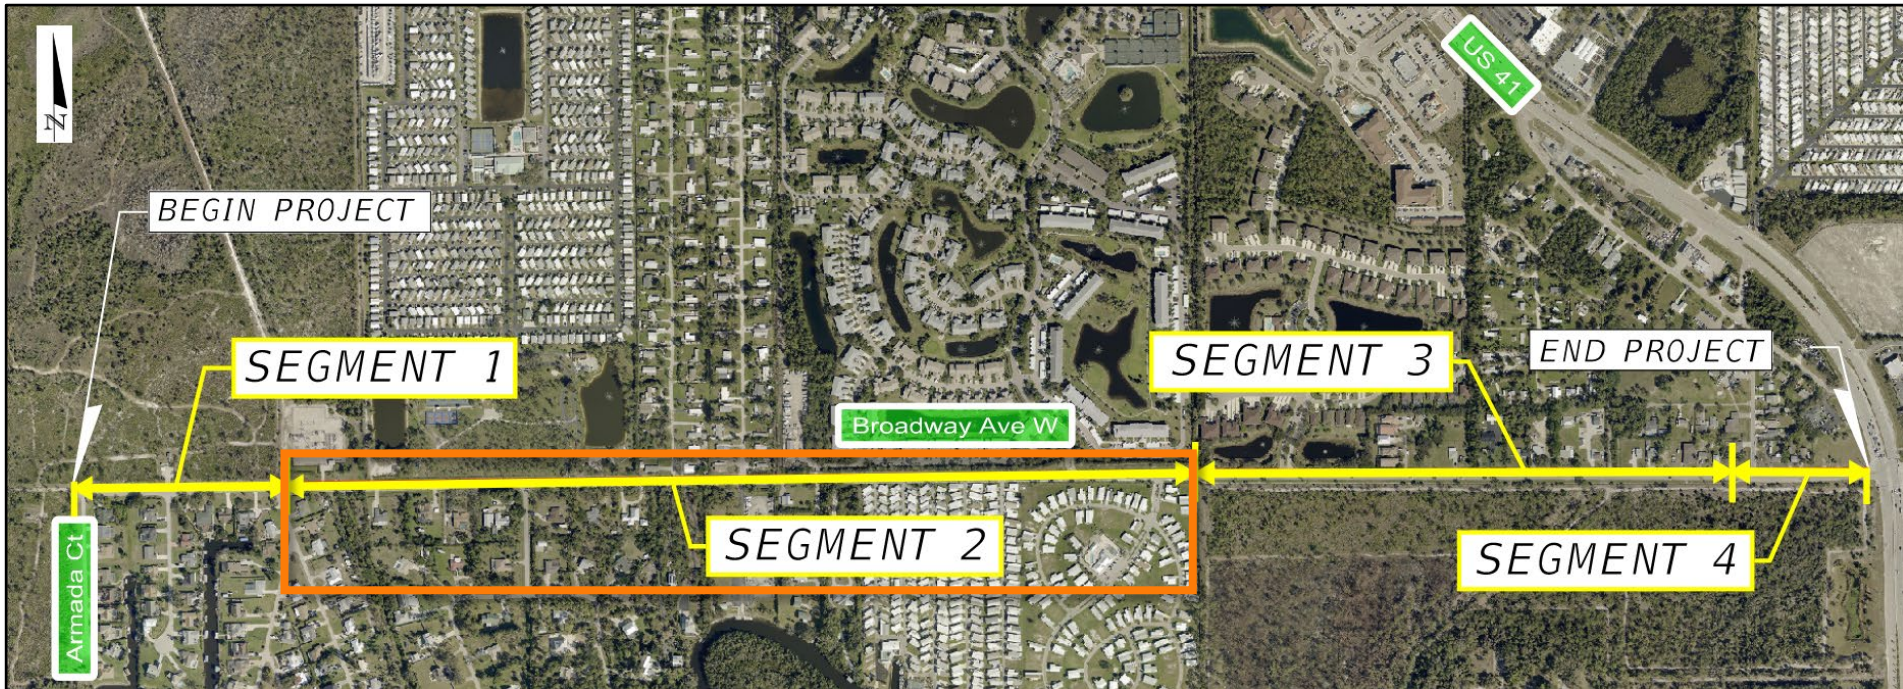 US 41
N
BEGIN PROJECT
SEGMENT 1
SEGMENT 3
END PROJECT
Broadway Ave W
SEGMENT 2
SEGMENT 4
Armada Ct